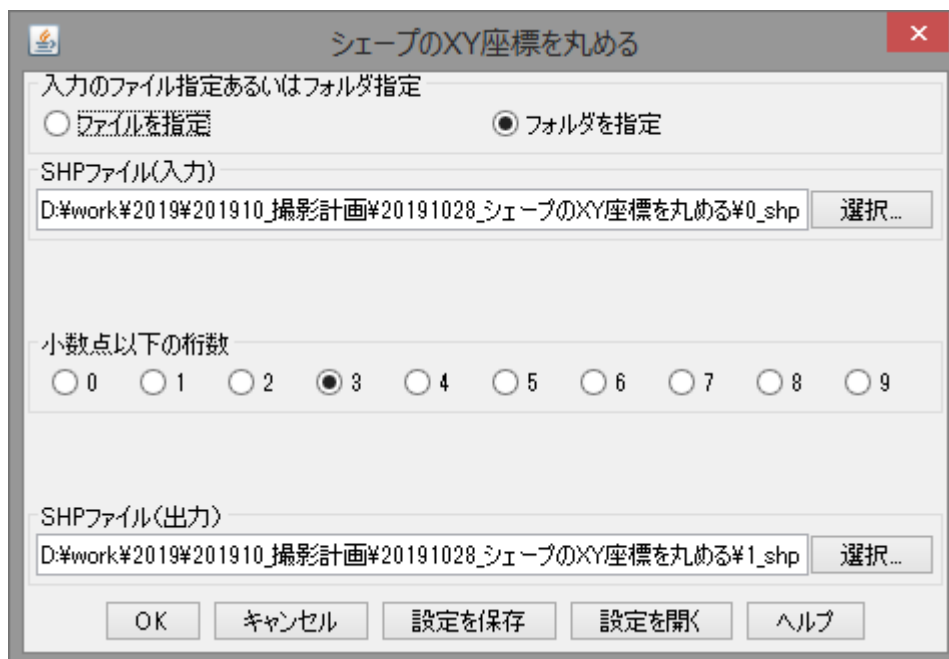 シェープのXY座標を丸める
入力のファイル指定あるいはフォルダ指定
ファイルを指定 フォルダを指定
SHPファイル(入力)
D:¥work¥2019¥201910_撮影計画¥20191028_シェープのXY座標を丸める¥0_shp 選択...
小数点以下の桁数
0 1 2 3 4 5 6 7 8 9
SHPファイル(出力)
D:¥work¥2019¥201910_撮影計画¥20191028_シェープのXY座標を丸める¥1_shp 選択...
OK キャンセル 設定を保存 設定を開く ヘルプ